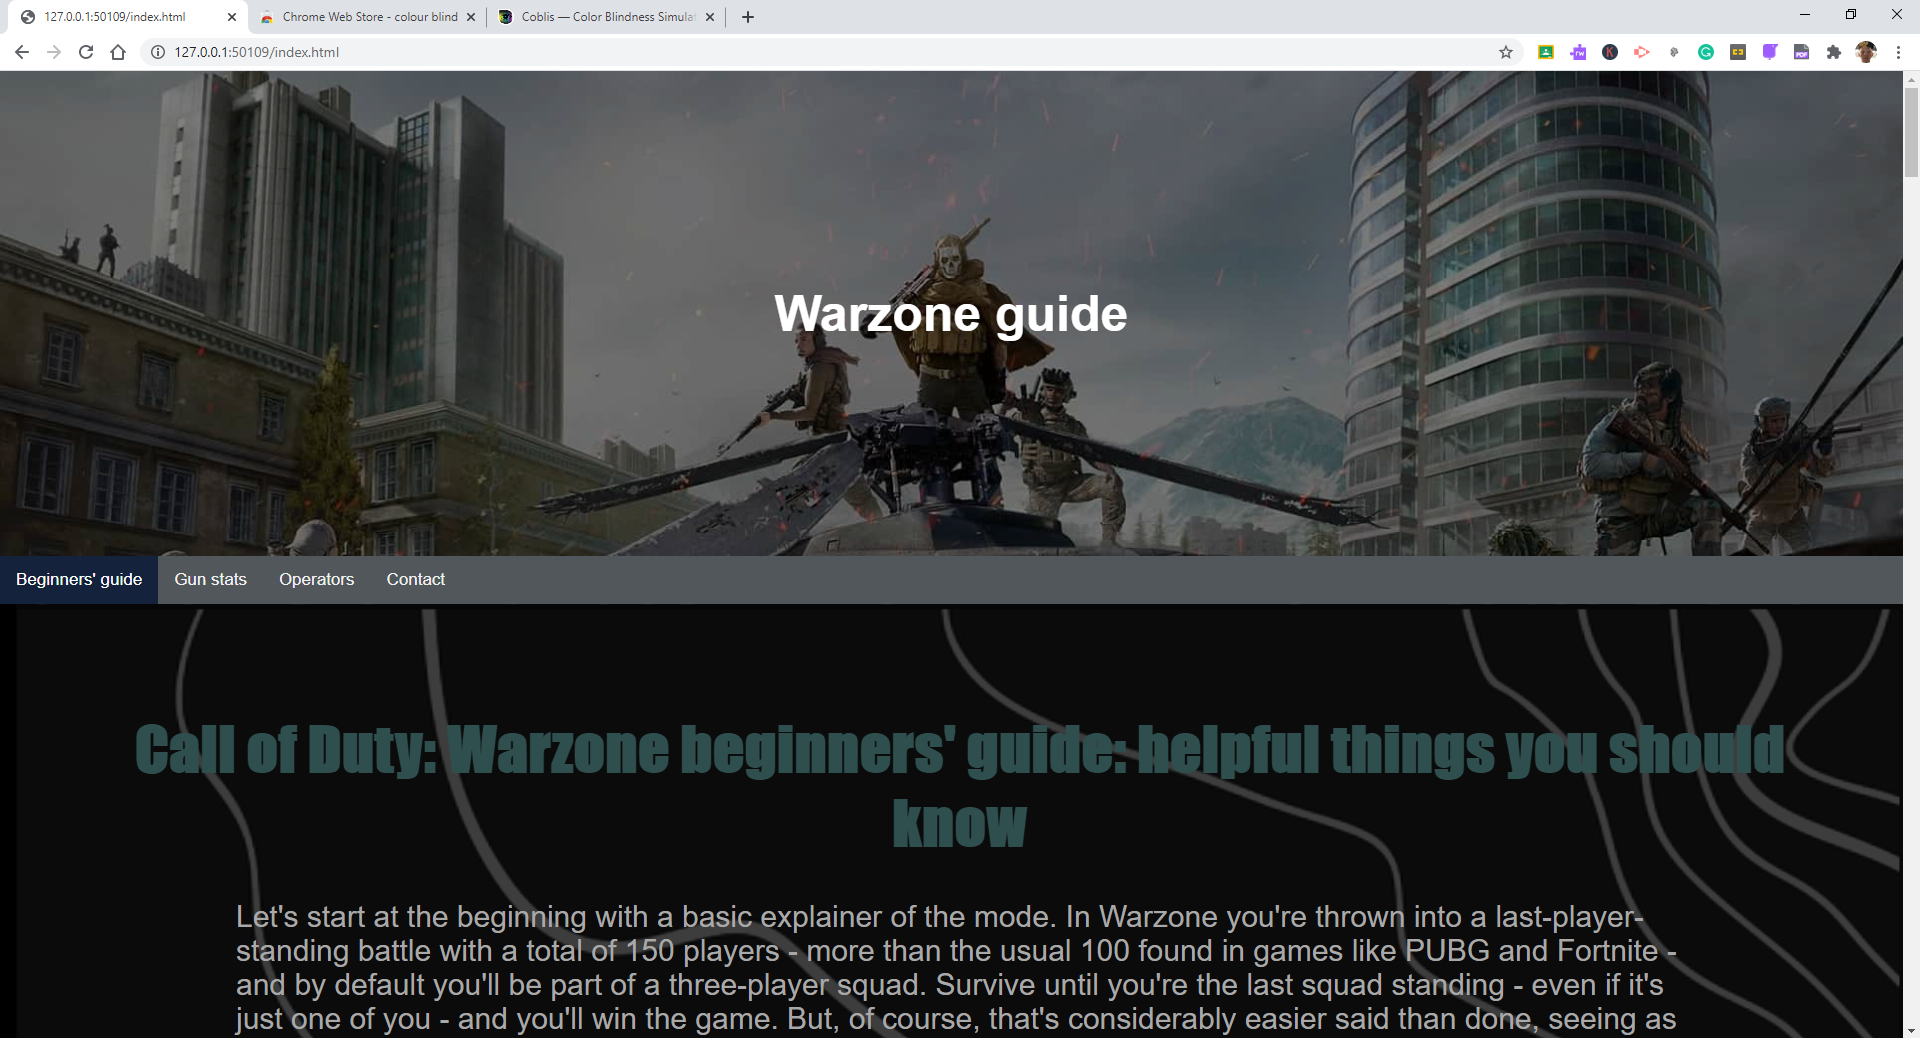 127.0.0.1:50109/index.html
Chrome Web Store - colour blind
Coblis — Color Blindness Simula
127.0.0.1:50109/index.html
Warzone guide
Beginners' guide Gun stats Operators Contact
Call of Duty: Warzone beginners' guide: helpful things you should
know
Let's start at the beginning with a basic explainer of the mode. In Warzone you're thrown into a last-player-
standing battle with a total of 150 players - more than the usual 100 found in games like PUBG and Fortnite -
and by default you'll be part of a three-player squad. Survive until you're the last squad standing - even if it's
just one of you - and you'll win the game. But, of course, that's considerably easier said than done, seeing as